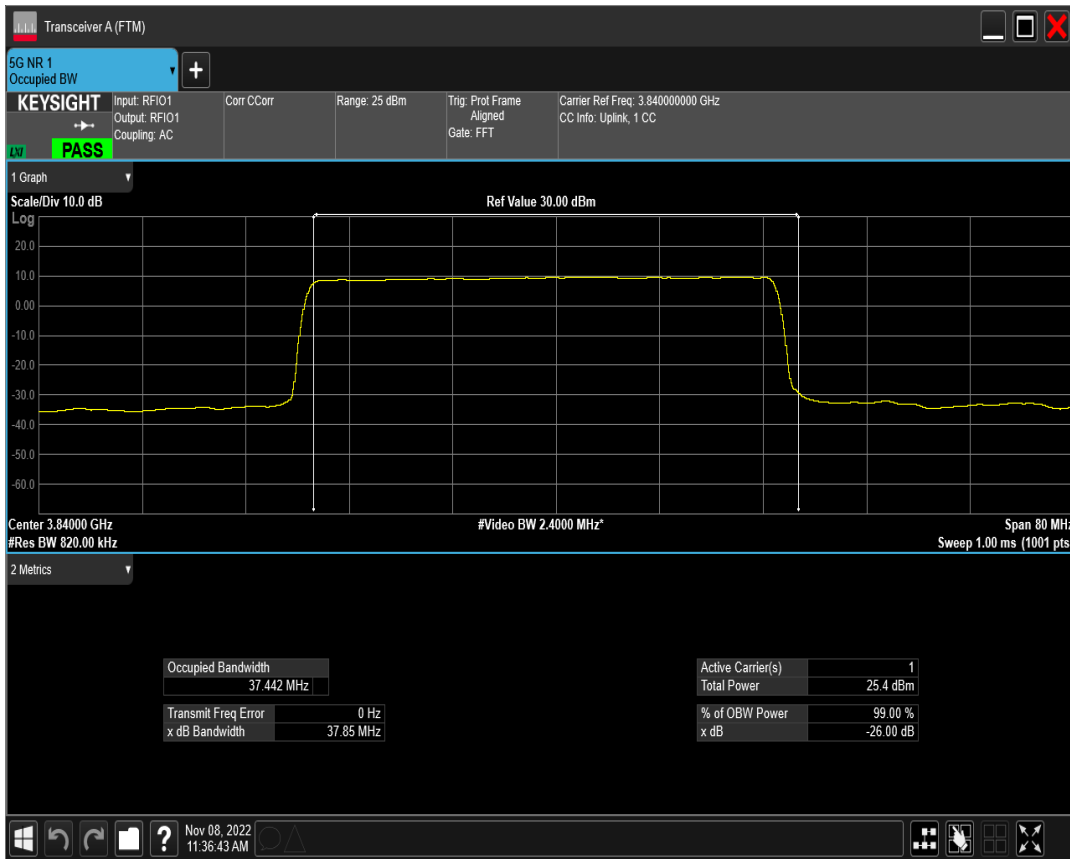 Transceiver A (FTM)
5G NR 1
Occupied BW
+
KEYSIGHT
Input: RFIO1
Output: RFIO1
Coupling: AC
Corr CCorr
Range: 25 dBm
Trig: Prot Frame
Aligned
Gate: FFT
Carrier Ref Freq: 3.840000000 GHz
CC Info: Uplink, 1 CC
LXI
PASS
1 Graph
Scale/Div 10.0 dB
Ref Value 30.00 dBm
Log
20.0
10.0
0.00
-10.0
-20.0
-30.0
-40.0
-50.0
-60.0
Center 3.84000 GHz
#Video BW 2.4000 MHz*
Span 80 MHz
#Res BW 820.00 kHz
Sweep 1.00 ms (1001 pts
2 Metrics
Occupied Bandwidth
37.442 MHz
Transmit Freq Error 0 Hz
x dB Bandwidth 37.85 MHz
Active Carrier(s) 1
Total Power 25.4 dBm
% of OBW Power 99.00 %
x dB -26.00 dB
?
Nov 08, 2022
11:36:43 AM